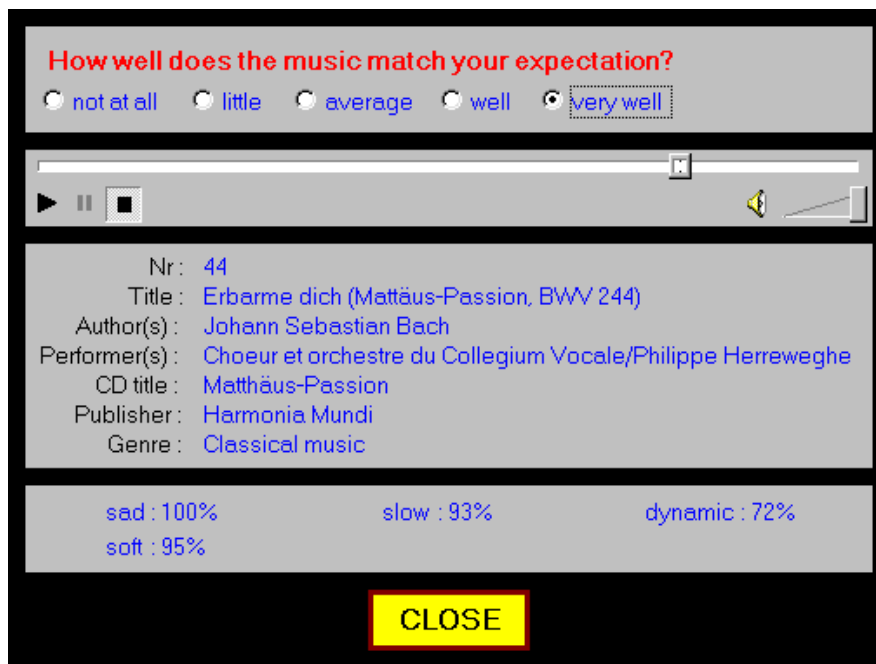 How well does the music match your expectation?
not at all little average well very well
Nr : 44
Title : Erbarme dich (Mattäus-Passion, BWV 244)
Author(s) : Johann Sebastian Bach
Performer(s) : Choeur et orchestre du Collegium Vocale/Philippe Herreweghe
CD title : Matthäus-Passion
Publisher : Harmonia Mundi
Genre : Classical music
sad : 100% slow : 93% dynamic : 72%
soft : 95%
CLOSE